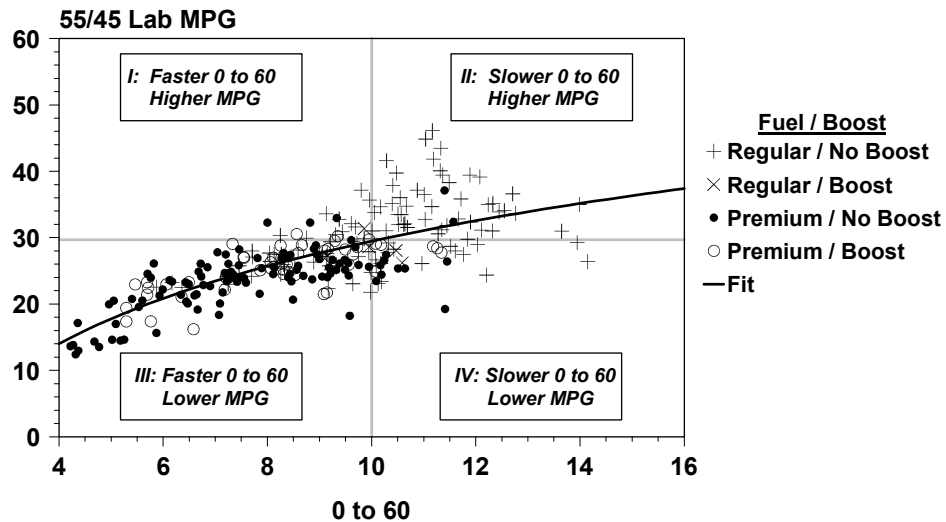 55/45 Lab MPG
60
50
40
30
20
10
0
I: Faster 0 to 60
Higher MPG
II: Slower 0 to 60
Higher MPG
III: Faster 0 to 60
Lower MPG
IV: Slower 0 to 60
Lower MPG
4 6 8 10 12 14 16
0 to 60
Fuel / Boost
Regular / No Boost
Regular / Boost
Premium / No Boost
Premium / Boost
Fit